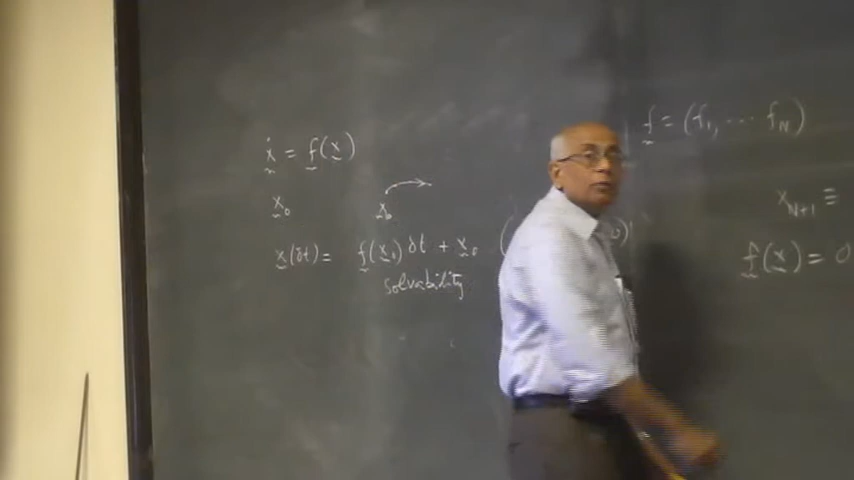 ẋ = f(x)
x₀
x₀
x(δt) = f(x₀) δt + x₀
solvability
f = (f₁, ... f_N)
x_{N+1} ≡
f(x) = 0